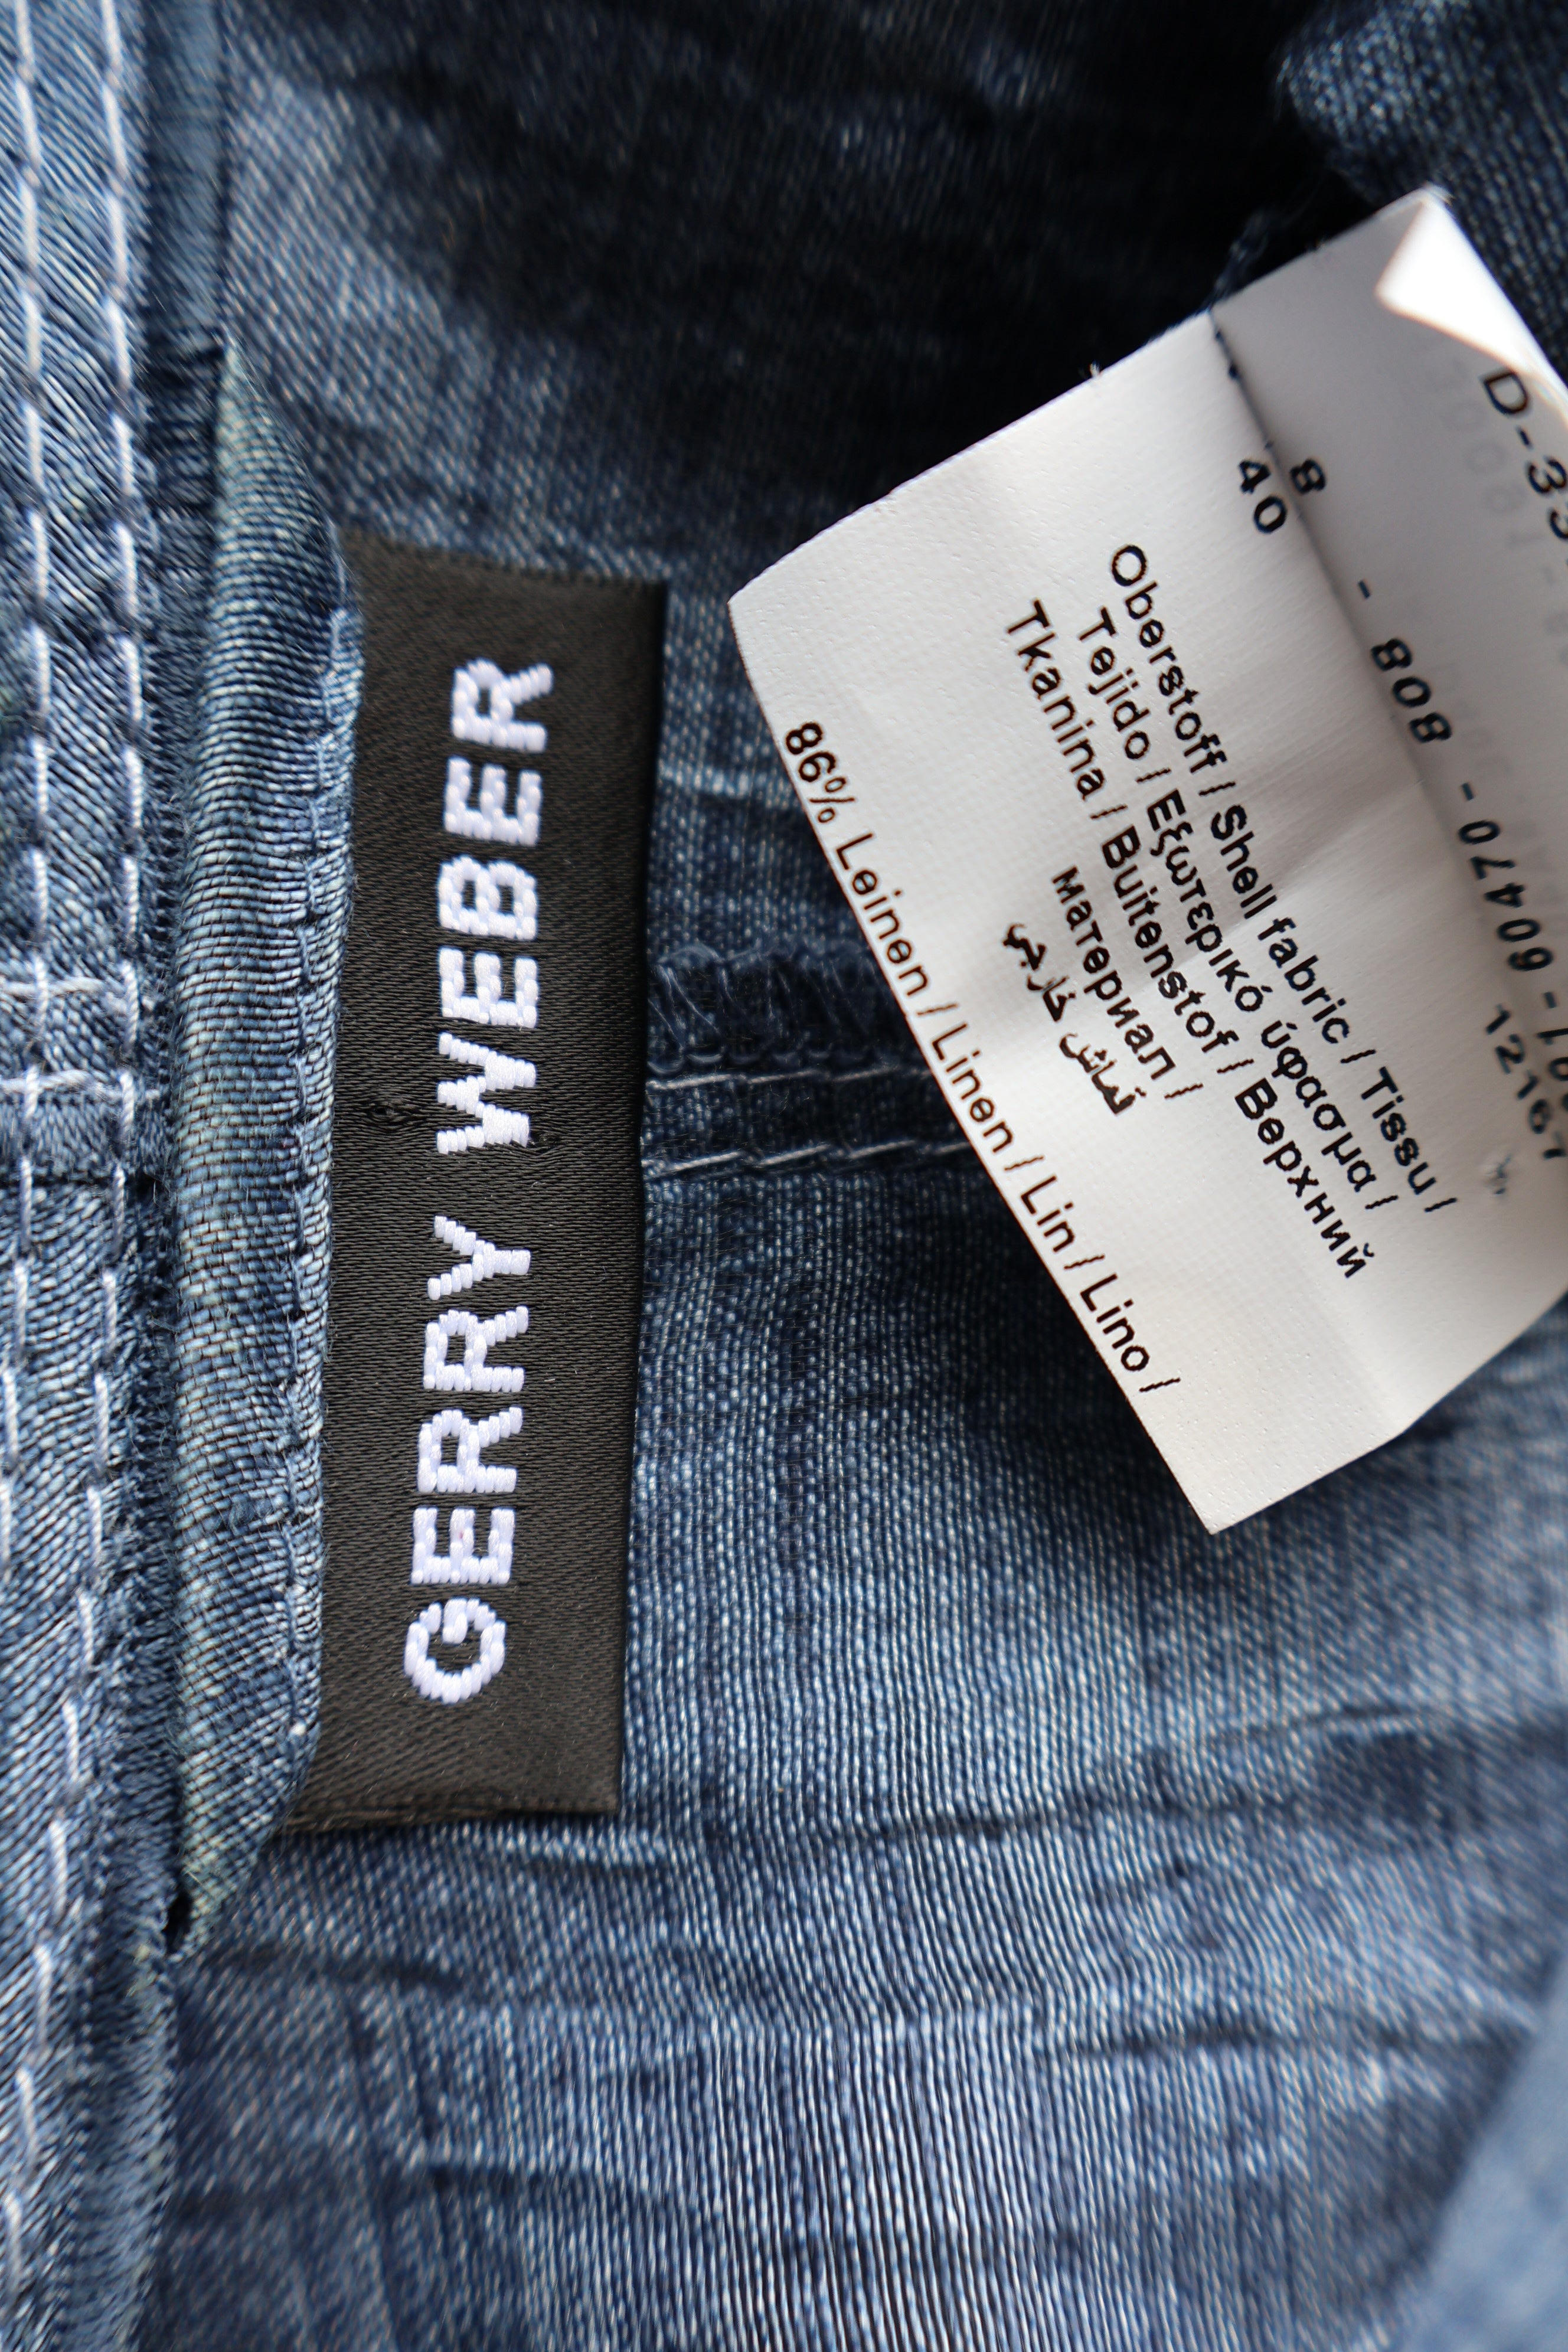 GERRY WEBER
D-33
8 - 808 - 60470-
40
12167
Oberstoff / Shell fabric / Tissu /
Tejido / Εξωτερικό ύφασμα /
Tkanina / Buitenstof / Верхний
материал /
قماش خارجي
86% Leinen / Linen / Lin / Lino /